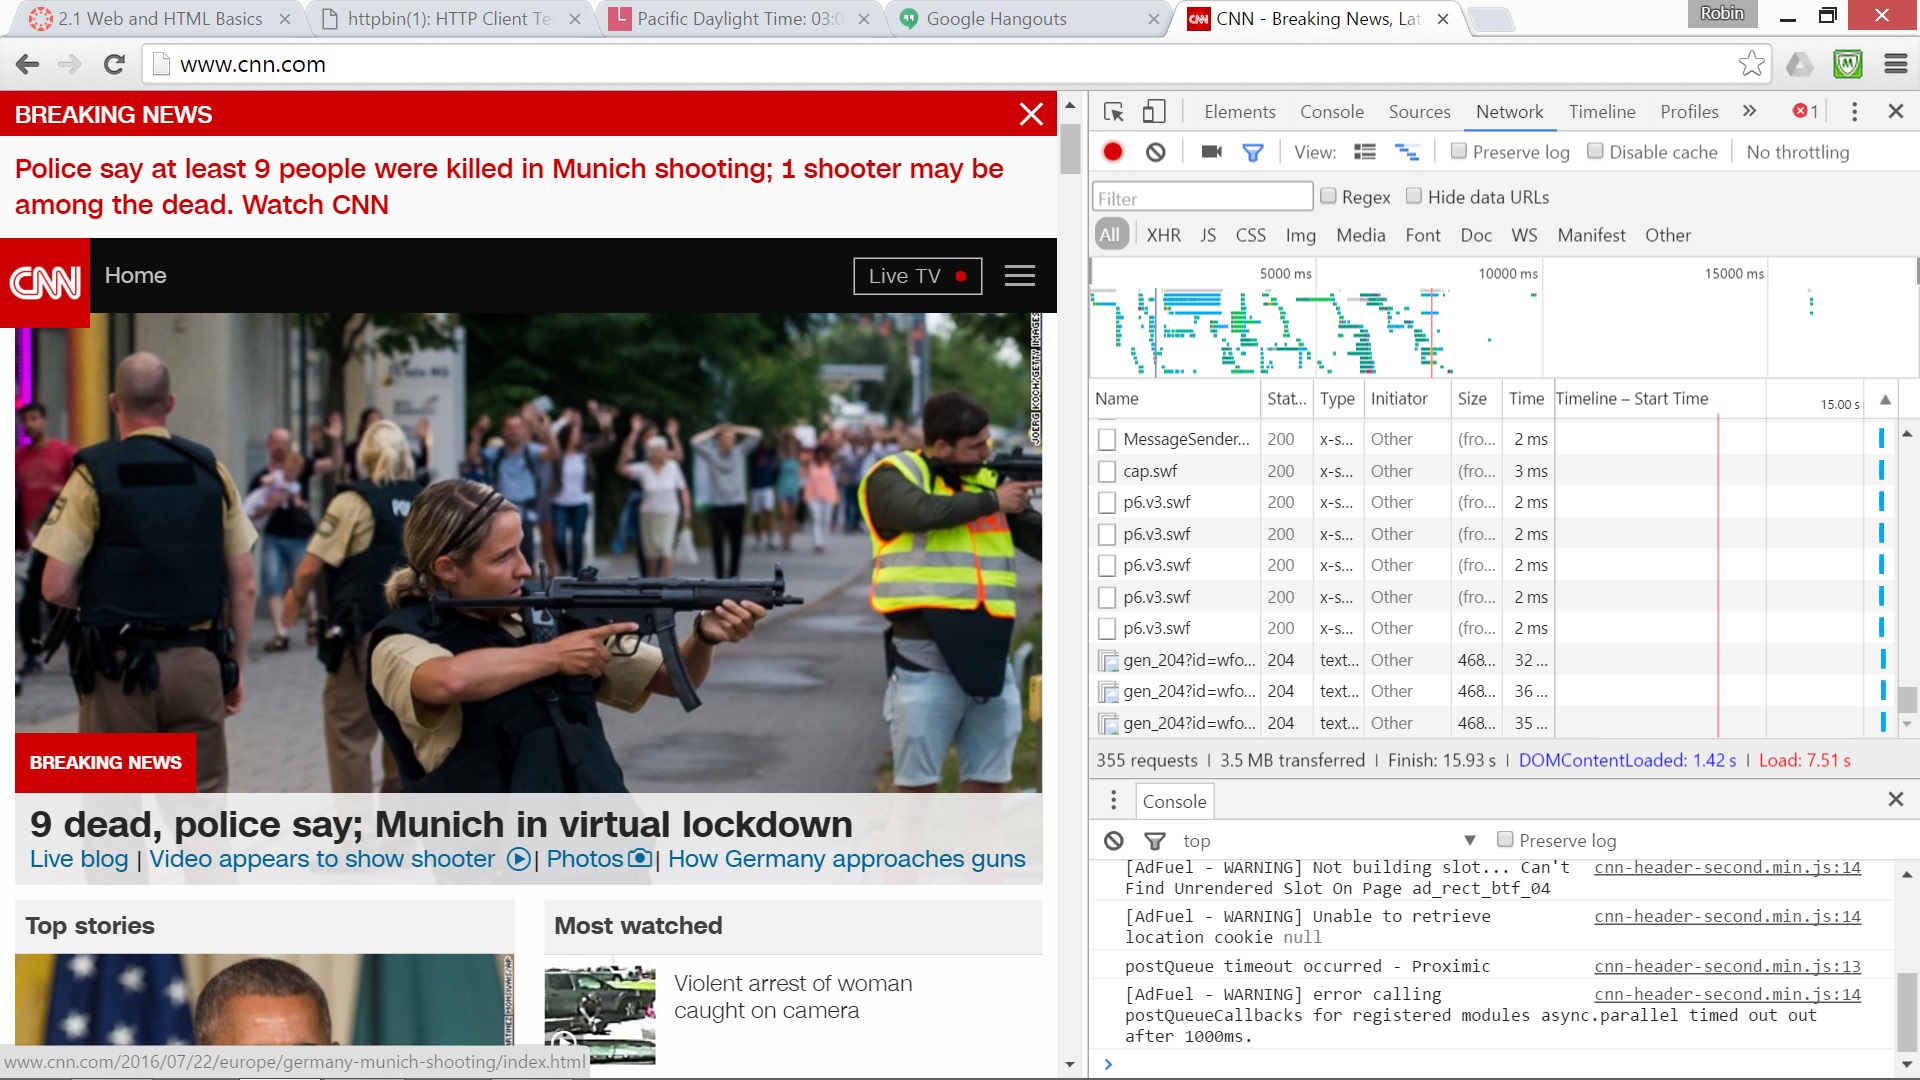 2.1 Web and HTML Basics
httpbin(1): HTTP Client Te
Pacific Daylight Time: 03:0
Google Hangouts
CNN - Breaking News, Lat
Robin
www.cnn.com
BREAKING NEWS
Police say at least 9 people were killed in Munich shooting; 1 shooter may be
among the dead. Watch CNN
CNN
Home
Live TV
JOERG KOCH/GETTY IMAGES
BREAKING NEWS
9 dead, police say; Munich in virtual lockdown
Live blog | Video appears to show shooter | Photos | How Germany approaches guns
Top stories
Most watched
Violent arrest of woman
caught on camera
www.cnn.com/2016/07/22/europe/germany-munich-shooting/index.html
Elements Console Sources Network Timeline Profiles » 1
View: Preserve log Disable cache No throttling
Filter Regex Hide data URLs
All XHR JS CSS Img Media Font Doc WS Manifest Other
5000 ms 10000 ms 15000 ms
Name Stat... Type Initiator Size Time Timeline – Start Time 15.00 s
MessageSender... 200 x-s... Other (fro... 2 ms
cap.swf 200 x-s... Other (fro... 3 ms
p6.v3.swf 200 x-s... Other (fro... 2 ms
p6.v3.swf 200 x-s... Other (fro... 2 ms
p6.v3.swf 200 x-s... Other (fro... 2 ms
p6.v3.swf 200 x-s... Other (fro... 2 ms
p6.v3.swf 200 x-s... Other (fro... 2 ms
gen_204?id=wfo... 204 text... Other 468... 32 ...
gen_204?id=wfo... 204 text... Other 468... 36 ...
gen_204?id=wfo... 204 text... Other 468... 35 ...
355 requests | 3.5 MB transferred | Finish: 15.93 s | DOMContentLoaded: 1.42 s | Load: 7.51 s
Console
top Preserve log
[AdFuel - WARNING] Not building slot... Can't cnn-header-second.min.js:14
Find Unrendered Slot On Page ad_rect_btf_04
[AdFuel - WARNING] Unable to retrieve cnn-header-second.min.js:14
location cookie null
postQueue timeout occurred - Proximic cnn-header-second.min.js:13
[AdFuel - WARNING] error calling cnn-header-second.min.js:14
postQueueCallbacks for registered modules async.parallel timed out out
after 1000ms.